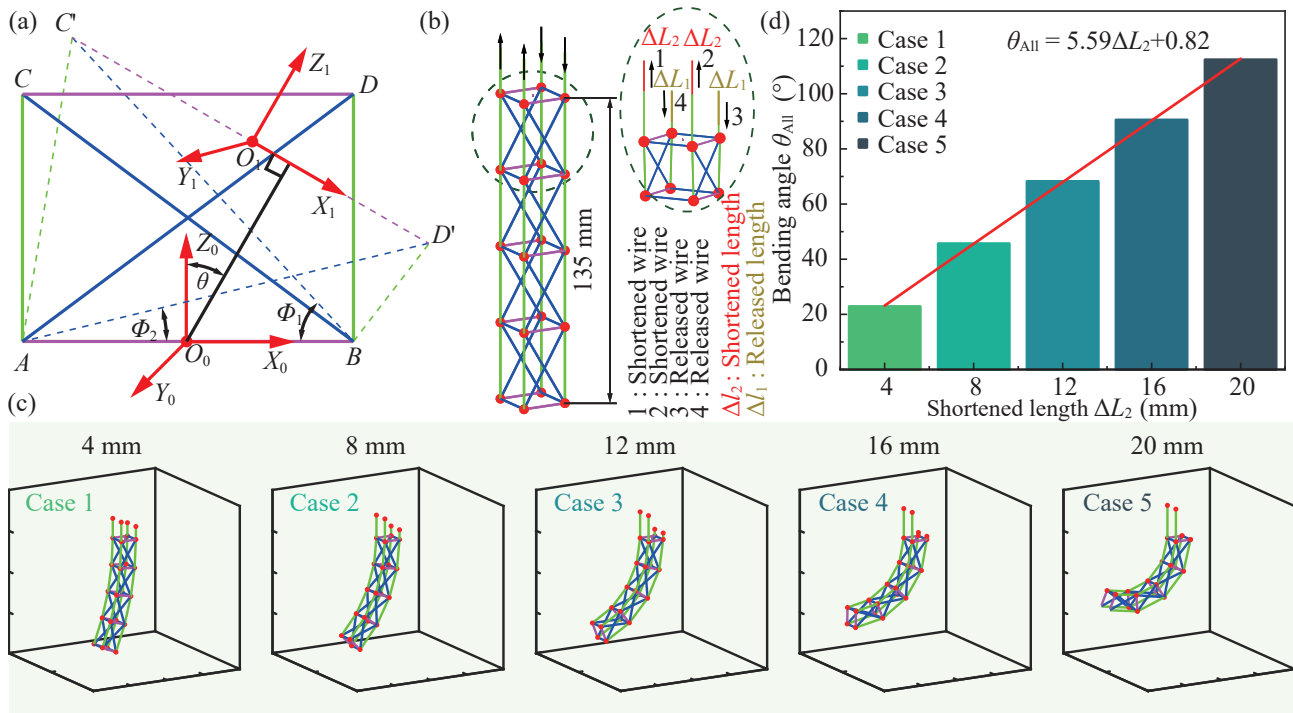 (a)
C'
C
D
Z₁
O₁
Y₁
X₁
D'
Z₀
θ
Φ₂
Φ₁
A
O₀
X₀
B
Y₀
(b)
135 mm
ΔL₂ ΔL₂
1 2
ΔL₁ ΔL₁
4 3
1 : Shortened wire
2 : Shortened wire
3 : Released wire
4 : Released wire
Δl₂ : Shortened length
Δl₁ : Released length
(d)
θAll = 5.59ΔL₂+0.82
Case 1
Case 2
Case 3
Case 4
Case 5
Bending angle θAll (°)
120
100
80
60
40
20
0
4 8 12 16 20
Shortened length ΔL₂ (mm)
(c)
4 mm 8 mm 12 mm 16 mm 20 mm
Case 1 Case 2 Case 3 Case 4 Case 5